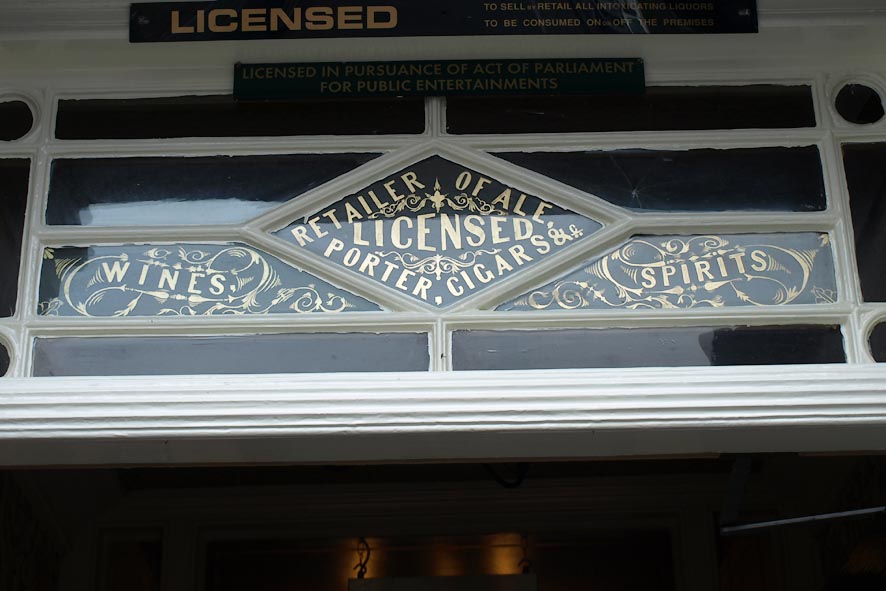 LICENSED
TO SELL BY RETAIL ALL INTOXICATING LIQUORS
TO BE CONSUMED ON OR OFF THE PREMISES
LICENSED IN PURSUANCE OF ACT OF PARLIAMENT
FOR PUBLIC ENTERTAINMENTS
RETAILER OF ALE
LICENSED
PORTER, CIGARS &c
WINES,
SPIRITS